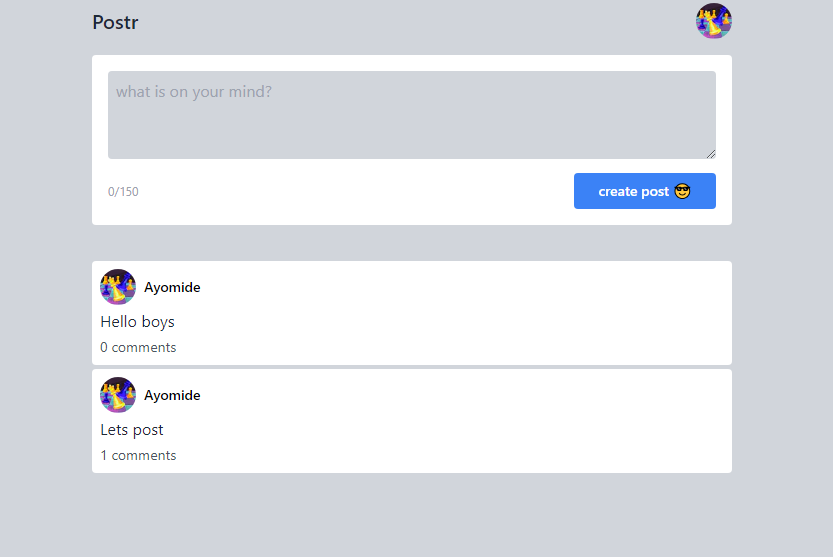 Postr
what is on your mind?
0/150
create post 😎
Ayomide
Hello boys
0 comments
Ayomide
Lets post
1 comments